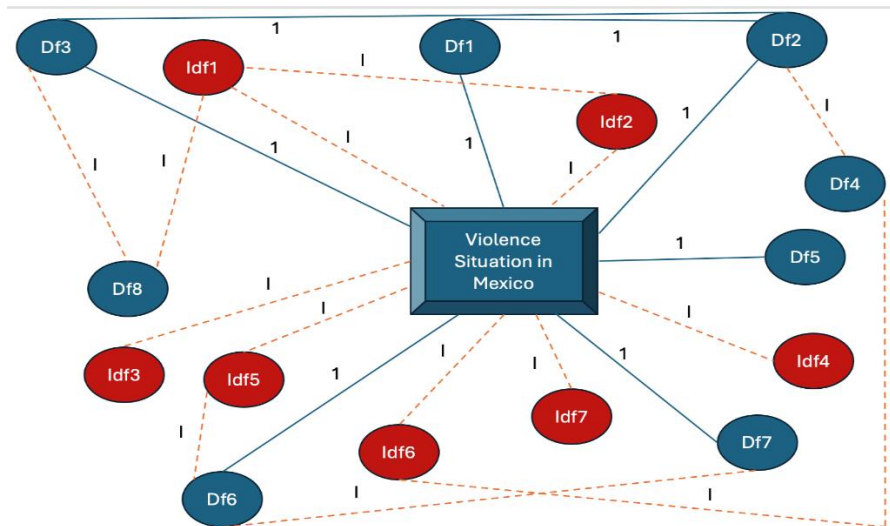 1
1
Df3
Df1
Df2
Idf1
I
I
Idf2
1
I
1
1
I
I
I
Df4
Violence
Situation in
Mexico
1
Df5
Df8
I
I
I
Idf3
Idf5
1
I
I
1
Idf4
Idf7
I
Idf6
Df7
Df6
I
I